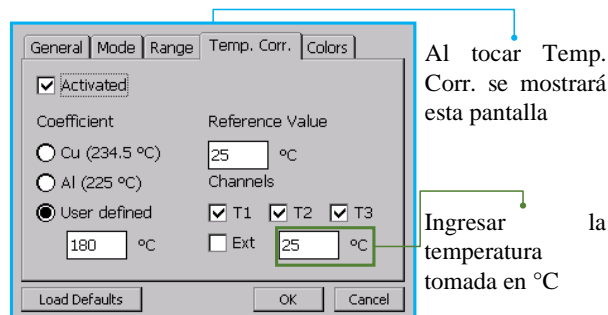 General Mode Range Temp. Corr. Colors
Activated
Coefficient Reference Value
Cu (234.5 ºC) 25 ºC
Al (225 ºC) Channels
User defined T1 T2 T3
180 ºC Ext 25 ºC
Load Defaults OK Cancel
Al tocar Temp.
Corr. se mostrará
esta pantalla
Ingresar la
temperatura
tomada en °C